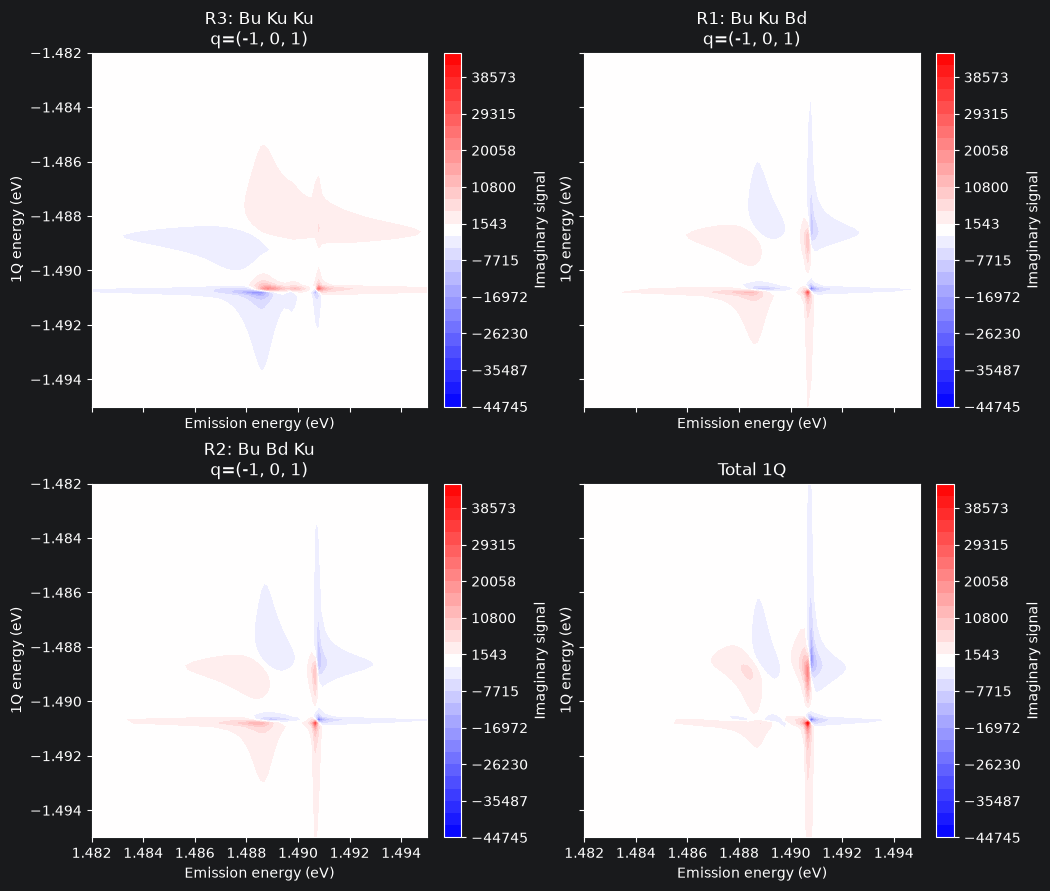 R3: Bu Ku Ku
q=(-1, 0, 1)
R1: Bu Ku Bd
q=(-1, 0, 1)
−1.482
−1.484
−1.486
−1.488
−1.490
−1.492
−1.494
1Q energy (eV)
Emission energy (eV)
38573
29315
20058
10800
1543
−7715
−16972
−26230
−35487
−44745
Imaginary signal
1Q energy (eV)
Emission energy (eV)
38573
29315
20058
10800
1543
−7715
−16972
−26230
−35487
−44745
Imaginary signal
R2: Bu Bd Ku
q=(-1, 0, 1)
Total 1Q
−1.482
−1.484
−1.486
−1.488
−1.490
−1.492
−1.494
1Q energy (eV)
1.482 1.484 1.486 1.488 1.490 1.492 1.494
Emission energy (eV)
38573
29315
20058
10800
1543
−7715
−16972
−26230
−35487
−44745
Imaginary signal
1Q energy (eV)
1.482 1.484 1.486 1.488 1.490 1.492 1.494
Emission energy (eV)
38573
29315
20058
10800
1543
−7715
−16972
−26230
−35487
−44745
Imaginary signal